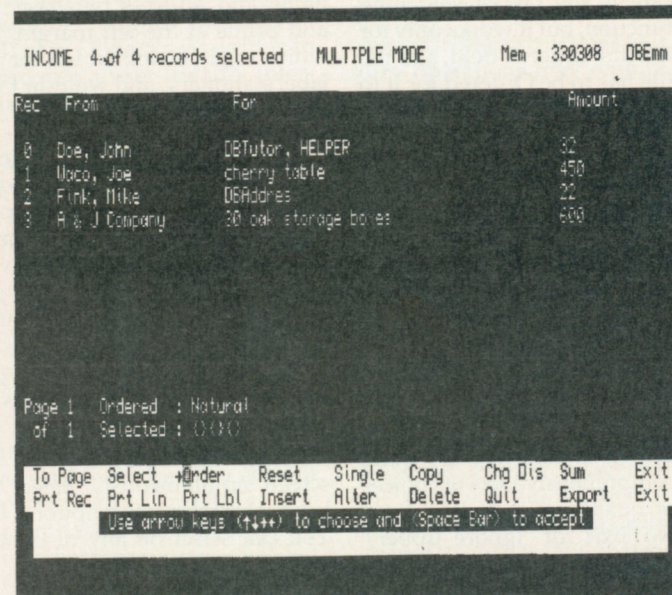 INCOME 4 of 4 records selected MULTIPLE MODE Mem : 330308 DBEmm
Rec From For Amount
0 Doe, John DBTutor, HELPER 32
1 Waco, Joe cherry table 450
2 Fink, Mike DBAddres 22
3 A & J Company 30 oak storage boxes 600
Page 1 Ordered : Natural
of 1 Selected : ()()()
To Page Select Order Reset Single Copy Chg Dis Sum Exit
Prt Rec Prt Lin Prt Lbl Insert Alter Delete Quit Export Exit
Use arrow keys (↑↓↔) to choose and (Space Bar) to accept